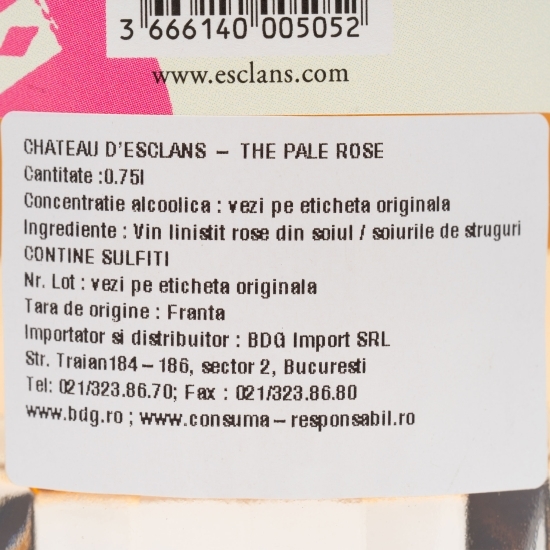 3 666140 005052
www.esclans.com
CHATEAU D'ESCLANS – THE PALE ROSE
Cantitate :0.75l
Concentratie alcoolica : vezi pe eticheta originala
Ingrediente : Vin linistit rose din soiul / soiurile de struguri
CONTINE SULFITI
Nr. Lot : vezi pe eticheta originala
Tara de origine : Franta
Importator si distribuitor : BDG Import SRL
Str. Traian184 – 186, sector 2, Bucuresti
Tel: 021/323.86.70; Fax : 021/323.86.80
www.bdg.ro ; www.consuma – responsabil.ro